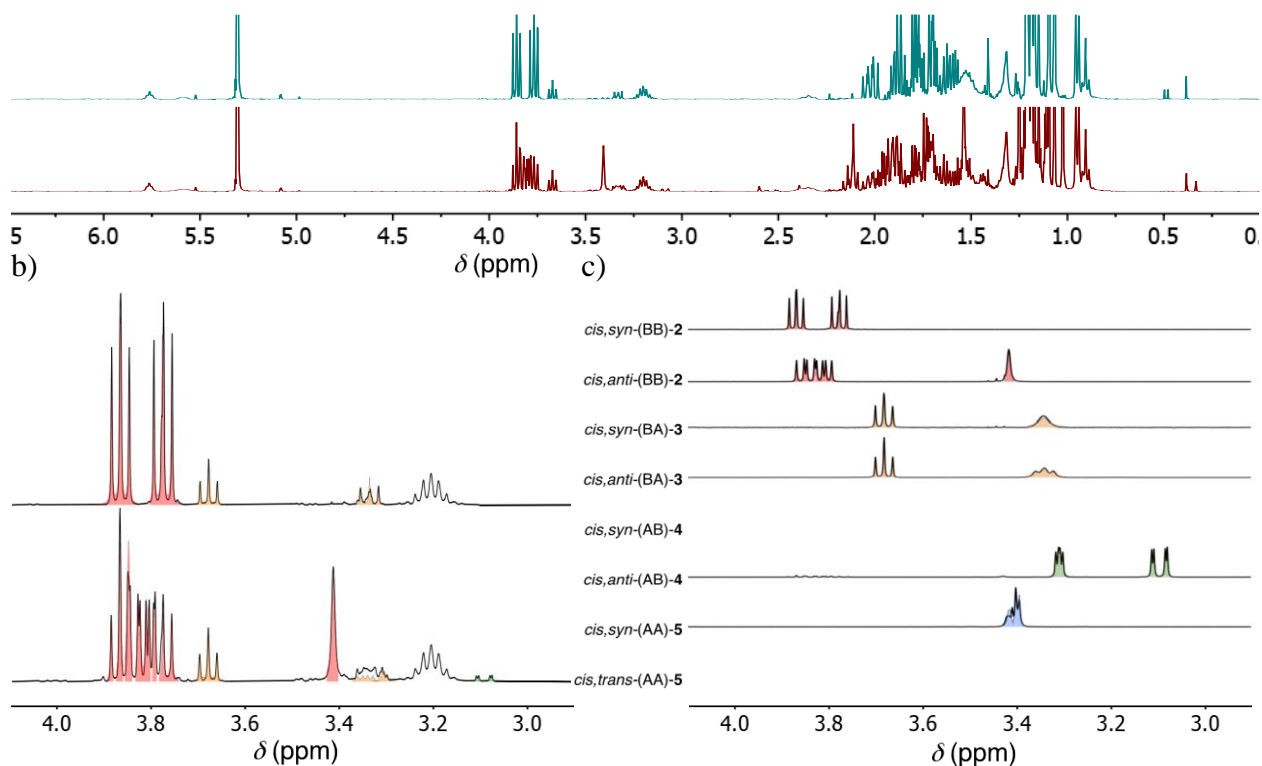 5 6.0 5.5 5.0 4.5 4.0 3.5 3.0 2.5 2.0 1.5 1.0 0.5 0.
δ (ppm)
b)
c)
4.0 3.8 3.6 3.4 3.2
δ (ppm)
cis,syn-(BB)-2
cis,anti-(BB)-2
cis,syn-(BA)-3
cis,anti-(BA)-3
cis,syn-(AB)-4
cis,anti-(AB)-4
cis,syn-(AA)-5
cis,trans-(AA)-5
4.0 3.8 3.6 3.4 3.2 3.0
δ (ppm)